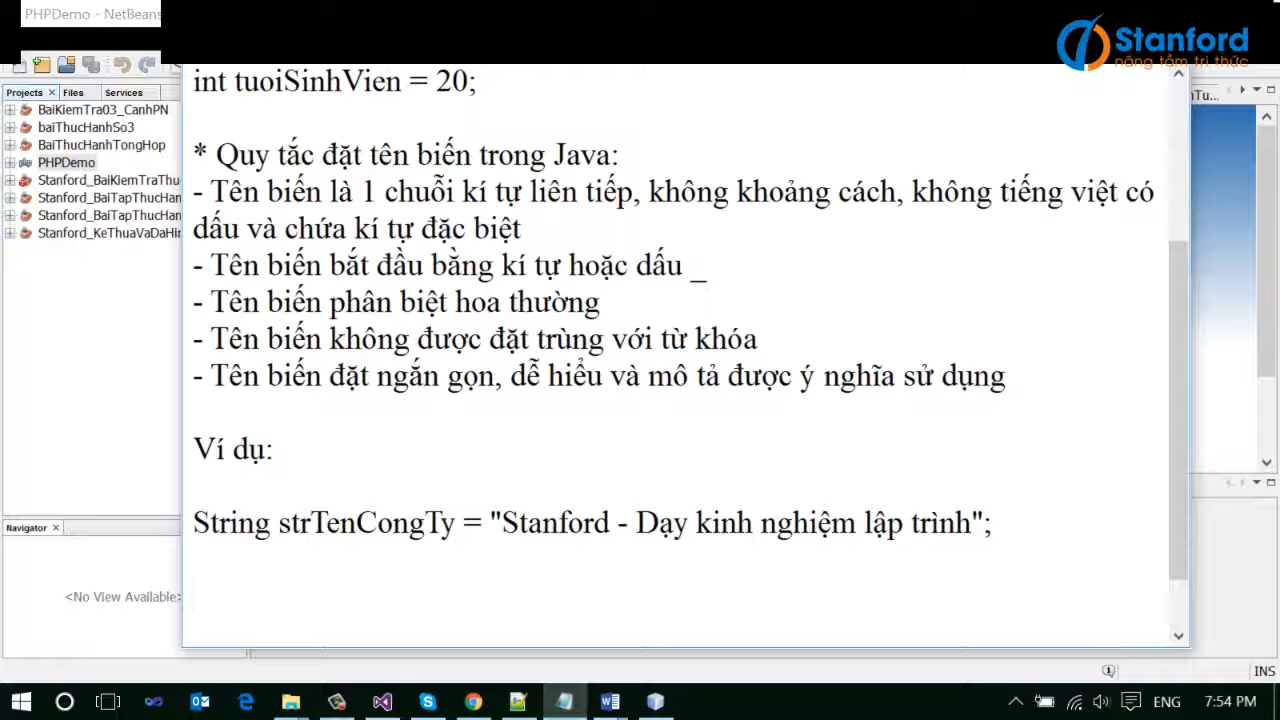 PHPDemo - NetBeans
Stanford
nâng tầm tri thức
Projects
Files
Services
BaiKiemTra03_CanhPN
baiThucHanhSo3
BaiThucHanhTongHop
PHPDemo
Stanford_BaiKiemTraThu
Stanford_BaiTapThucHan
Stanford_BaiTapThucHan
Stanford_KeThuaVaDaHin
int tuoiSinhVien = 20;
* Quy tắc đặt tên biến trong Java:
- Tên biến là 1 chuỗi kí tự liên tiếp, không khoảng cách, không tiếng việt có
dấu và chứa kí tự đặc biệt
- Tên biến bắt đầu bằng kí tự hoặc dấu _
- Tên biến phân biệt hoa thường
- Tên biến không được đặt trùng với từ khóa
- Tên biến đặt ngắn gọn, dễ hiểu và mô tả được ý nghĩa sử dụng
Ví dụ:
String strTenCongTy = "Stanford - Dạy kinh nghiệm lập trình";
Navigator
<No View Available>
INS
ENG
7:54 PM